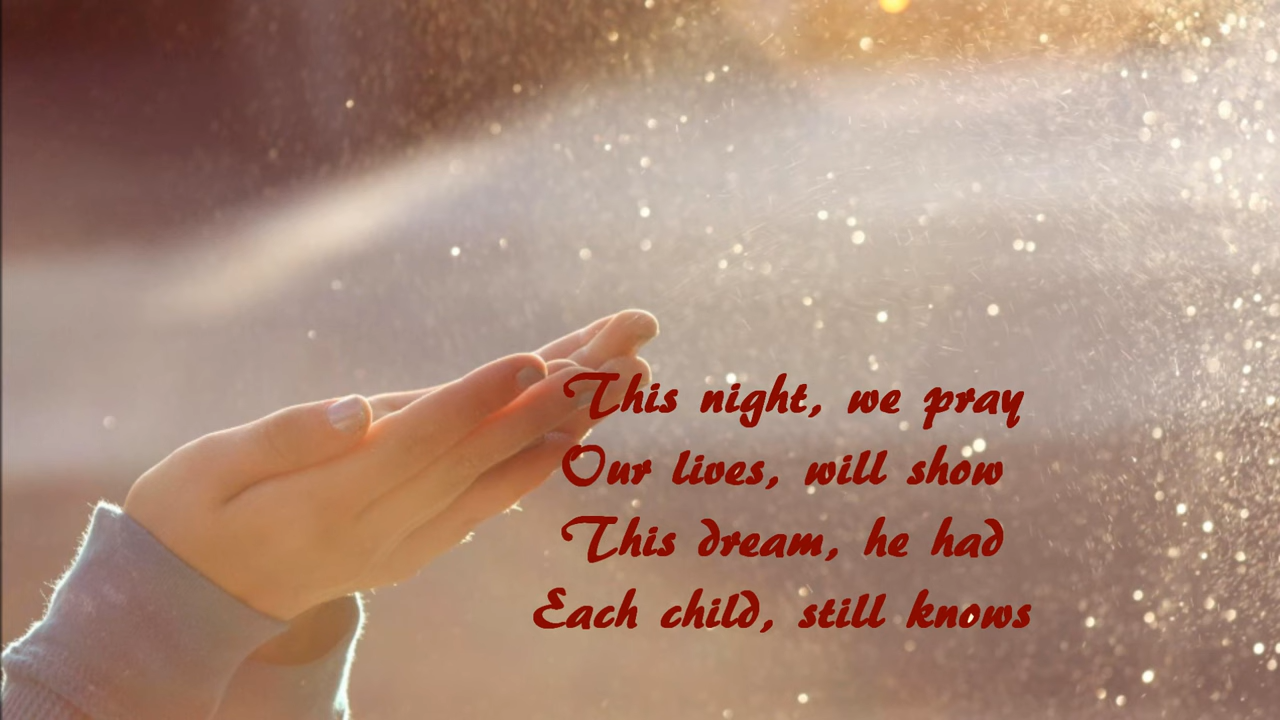 This night, we pray
Our lives, will show
This dream, he had
Each child, still knows